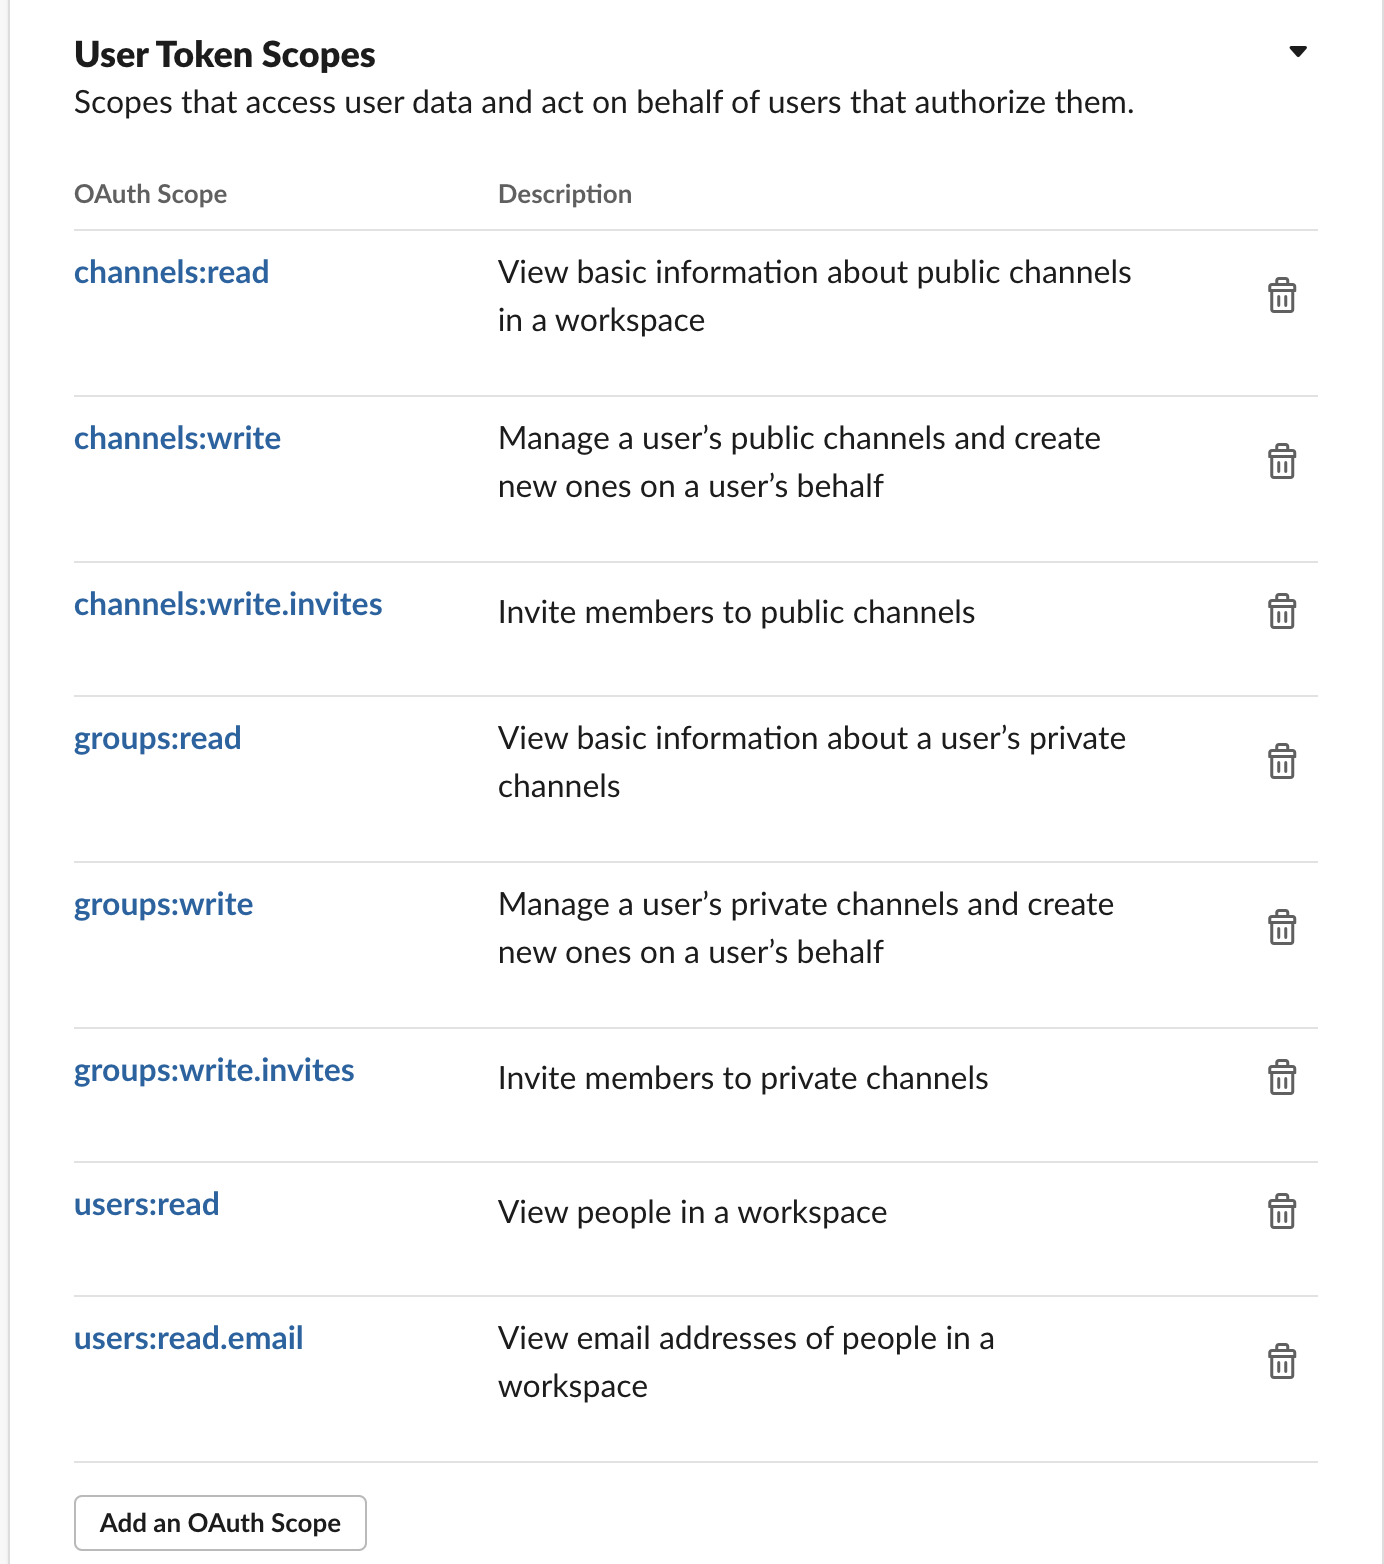 User Token Scopes
Scopes that access user data and act on behalf of users that authorize them.
OAuth Scope Description
channels:read View basic information about public channels
in a workspace
channels:write Manage a user’s public channels and create
new ones on a user’s behalf
channels:write.invites Invite members to public channels
groups:read View basic information about a user’s private
channels
groups:write Manage a user’s private channels and create
new ones on a user’s behalf
groups:write.invites Invite members to private channels
users:read View people in a workspace
users:read.email View email addresses of people in a
workspace
Add an OAuth Scope